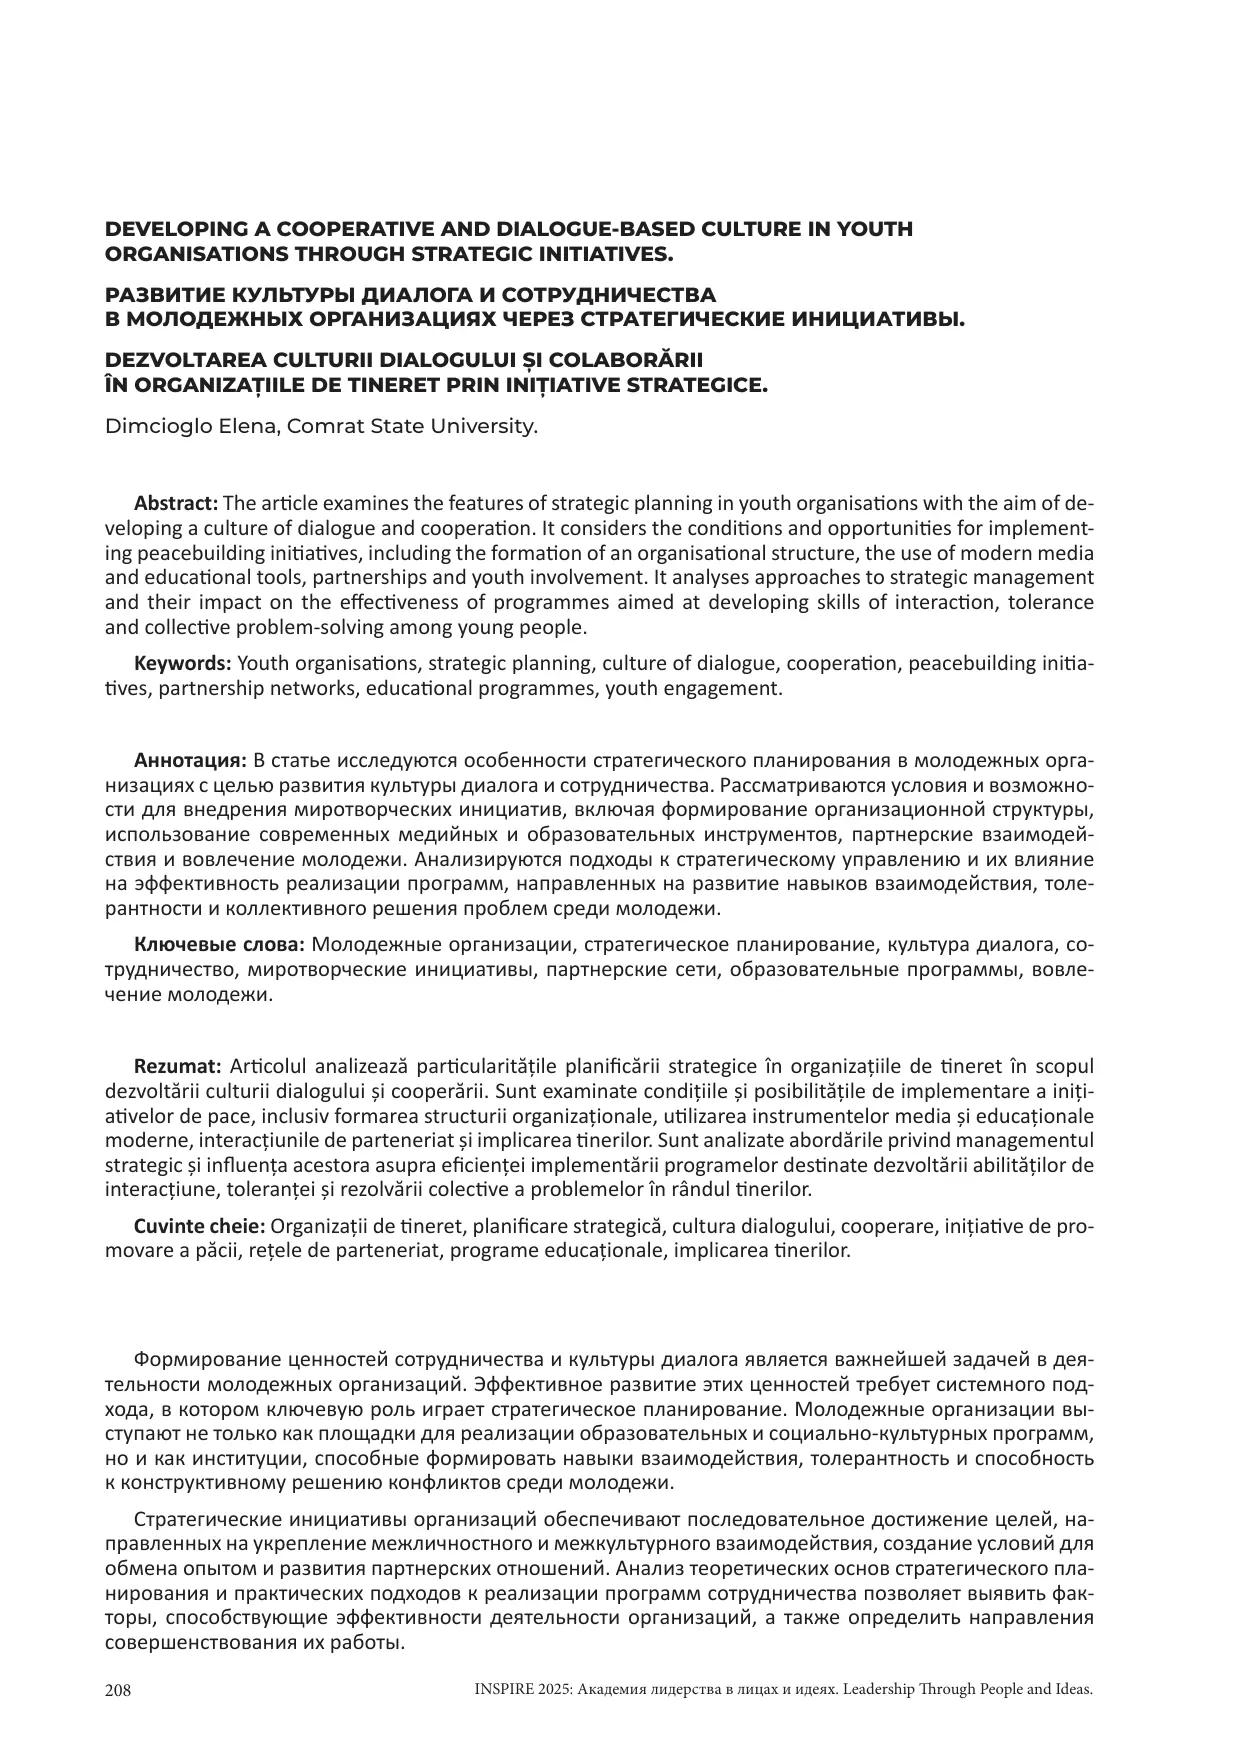 DEVELOPING A COOPERATIVE AND DIALOGUE-BASED CULTURE IN YOUTH
ORGANISATIONS THROUGH STRATEGIC INITIATIVES.
РАЗВИТИЕ КУЛЬТУРЫ ДИАЛОГА И СОТРУДНИЧЕСТВА
В МОЛОДЕЖНЫХ ОРГАНИЗАЦИЯХ ЧЕРЕЗ СТРАТЕГИЧЕСКИЕ ИНИЦИАТИВЫ.
DEZVOLTAREA CULTURII DIALOGULUI ȘI COLABORĂRII
ÎN ORGANIZAȚIILE DE TINERET PRIN INIȚIATIVE STRATEGICE.
Dimcioglo Elena, Comrat State University.
Abstract: The article examines the features of strategic planning in youth organisations with the aim of de-
veloping a culture of dialogue and cooperation. It considers the conditions and opportunities for implement-
ing peacebuilding initiatives, including the formation of an organisational structure, the use of modern media
and educational tools, partnerships and youth involvement. It analyses approaches to strategic management
and their impact on the effectiveness of programmes aimed at developing skills of interaction, tolerance
and collective problem-solving among young people.
Keywords: Youth organisations, strategic planning, culture of dialogue, cooperation, peacebuilding initia-
tives, partnership networks, educational programmes, youth engagement.
Аннотация: В статье исследуются особенности стратегического планирования в молодежных орга-
низациях с целью развития культуры диалога и сотрудничества. Рассматриваются условия и возможно-
сти для внедрения миротворческих инициатив, включая формирование организационной структуры,
использование современных медийных и образовательных инструментов, партнерские взаимодей-
ствия и вовлечение молодежи. Анализируются подходы к стратегическому управлению и их влияние
на эффективность реализации программ, направленных на развитие навыков взаимодействия, толе-
рантности и коллективного решения проблем среди молодежи.
Ключевые слова: Молодежные организации, стратегическое планирование, культура диалога, со-
трудничество, миротворческие инициативы, партнерские сети, образовательные программы, вовле-
чение молодежи.
Rezumat: Articolul analizează particularitățile planificării strategice în organizațiile de tineret în scopul
dezvoltării culturii dialogului și cooperării. Sunt examinate condițiile și posibilitățile de implementare a iniți-
ativelor de pace, inclusiv formarea structurii organizaționale, utilizarea instrumentelor media și educaționale
moderne, interacțiunile de parteneriat și implicarea tinerilor. Sunt analizate abordările privind managementul
strategic și influența acestora asupra eficienței implementării programelor destinate dezvoltării abilităților de
interacțiune, toleranței și rezolvării colective a problemelor în rândul tinerilor.
Cuvinte cheie: Organizații de tineret, planificare strategică, cultura dialogului, cooperare, inițiative de pro-
movare a păcii, rețele de parteneriat, programe educaționale, implicarea tinerilor.
Формирование ценностей сотрудничества и культуры диалога является важнейшей задачей в дея-
тельности молодежных организаций. Эффективное развитие этих ценностей требует системного под-
хода, в котором ключевую роль играет стратегическое планирование. Молодежные организации вы-
ступают не только как площадки для реализации образовательных и социально-культурных программ,
но и как институции, способные формировать навыки взаимодействия, толерантность и способность
к конструктивному решению конфликтов среди молодежи.
Стратегические инициативы организаций обеспечивают последовательное достижение целей, на-
правленных на укрепление межличностного и межкультурного взаимодействия, создание условий для
обмена опытом и развития партнерских отношений. Анализ теоретических основ стратегического пла-
нирования и практических подходов к реализации программ сотрудничества позволяет выявить фак-
торы, способствующие эффективности деятельности организаций, а также определить направления
совершенствования их работы.
208
INSPIRE 2025: Академия лидерства в лицах и идеях. Leadership Through People and Ideas.